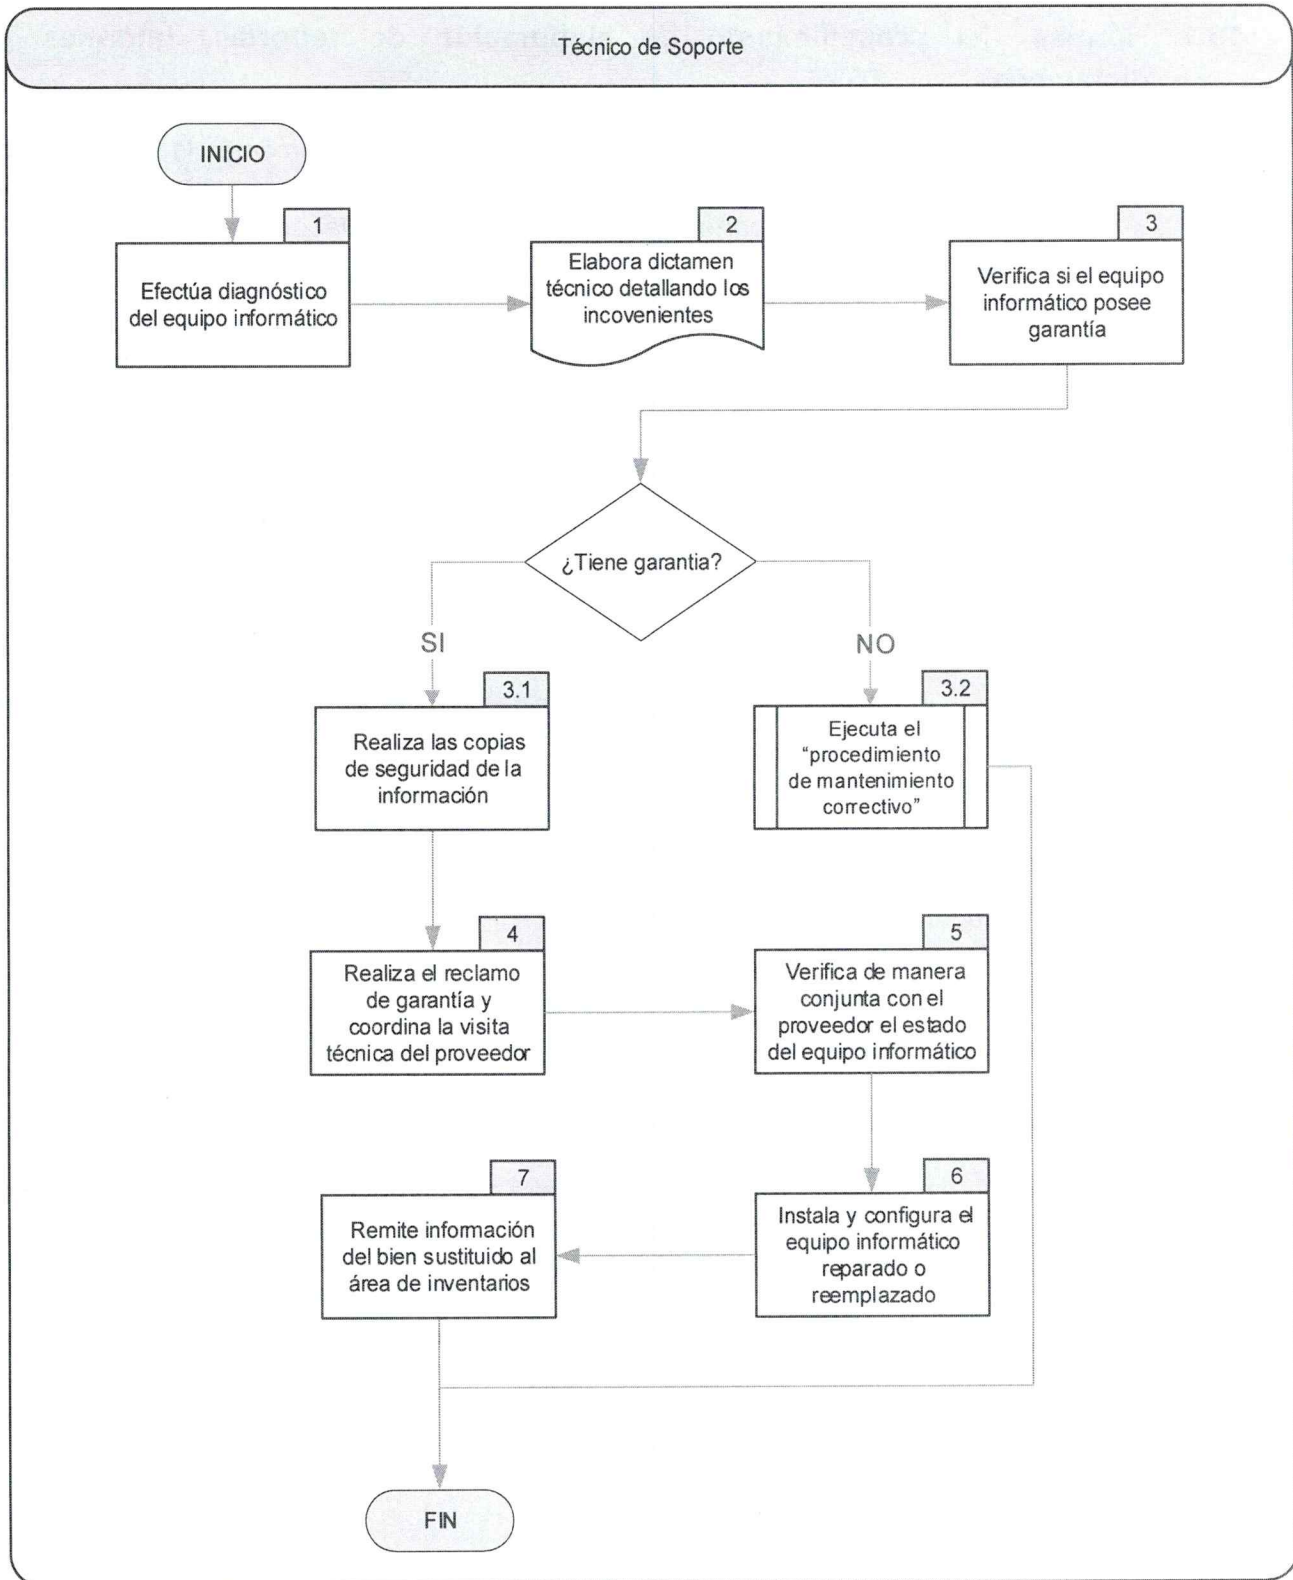 Técnico de Soporte
INICIO
1
Efectúa diagnóstico
del equipo informático
2
Elabora dictamen
técnico detallando los
incovenientes
3
Verifica si el equipo
informático posee
garantía
¿Tiene garantia?
SI
NO
3.1
Realiza las copias
de seguridad de la
información
3.2
Ejecuta el
“procedimiento
de mantenimiento
correctivo”
4
Realiza el reclamo
de garantía y
coordina la visita
técnica del proveedor
5
Verifica de manera
conjunta con el
proveedor el estado
del equipo informático
6
Instala y configura el
equipo informático
reparado o
reemplazado
7
Remite información
del bien sustituido al
área de inventarios
FIN